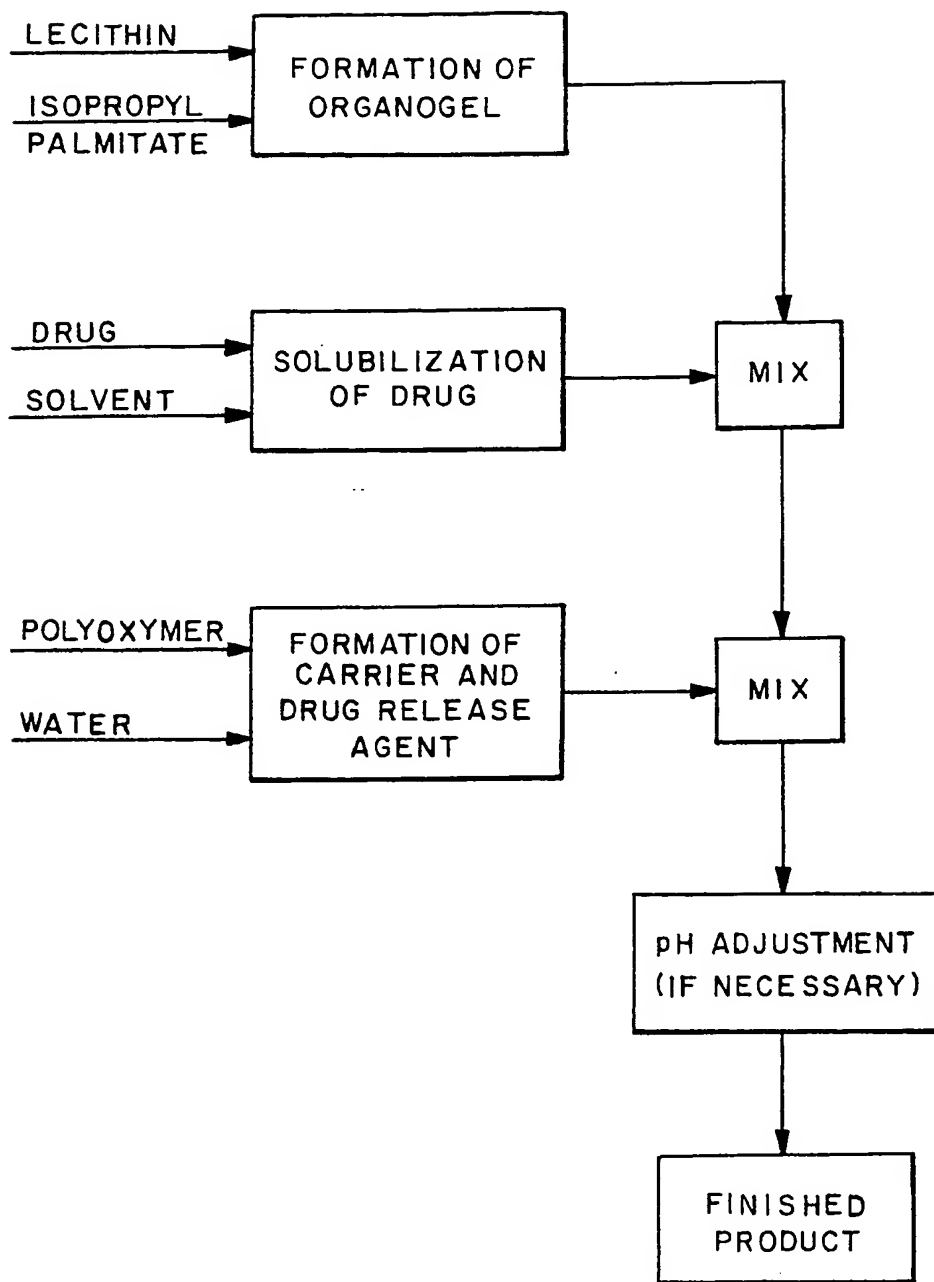 LECITHIN
ISOPROPYL
PALMITATE
FORMATION OF
ORGANOGEL
DRUG
SOLVENT
SOLUBILIZATION
OF DRUG
MIX
POLYOXYMER
WATER
FORMATION OF
CARRIER AND
DRUG RELEASE
AGENT
MIX
pH ADJUSTMENT
(IF NECESSARY)
FINISHED
PRODUCT